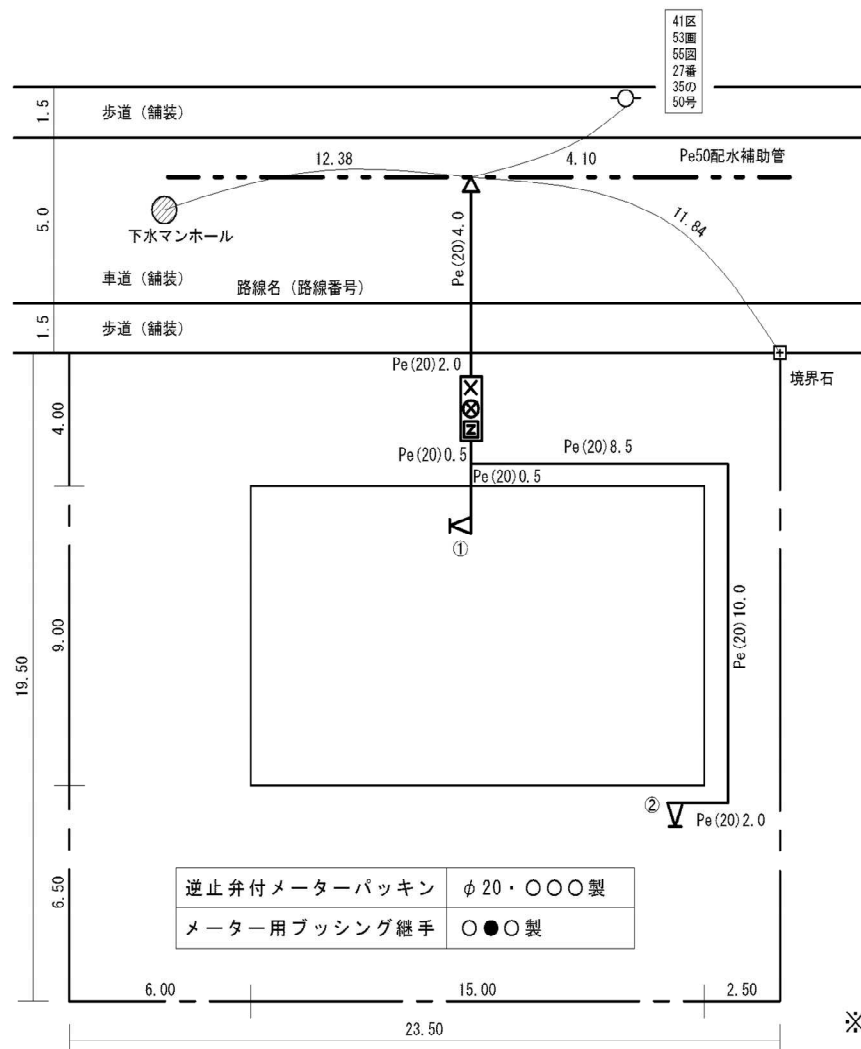 41区
53画
55図
27番
35の
50号
1.5
歩道（舗装）
12.38
4.10
Pe50配水補助管
5.0
下水マンホール
Pe(20)4.0
11.84
車道（舗装）
路線名（路線番号）
1.5
歩道（舗装）
Pe(20)2.0
境界石
4.00
Pe(20)0.5
Pe(20)8.5
Pe(20)0.5
①
9.00
Pe(20)10.0
19.50
②
Pe(20)2.0
6.50
逆止弁付メーターパッキン φ20・○○○製
メーター用ブッシング継手 ○●○製
6.00
15.00
2.50
23.50
※